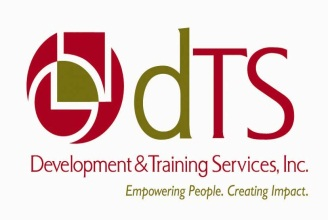 dTS
Development & Training Services, Inc.
Empowering People. Creating Impact.